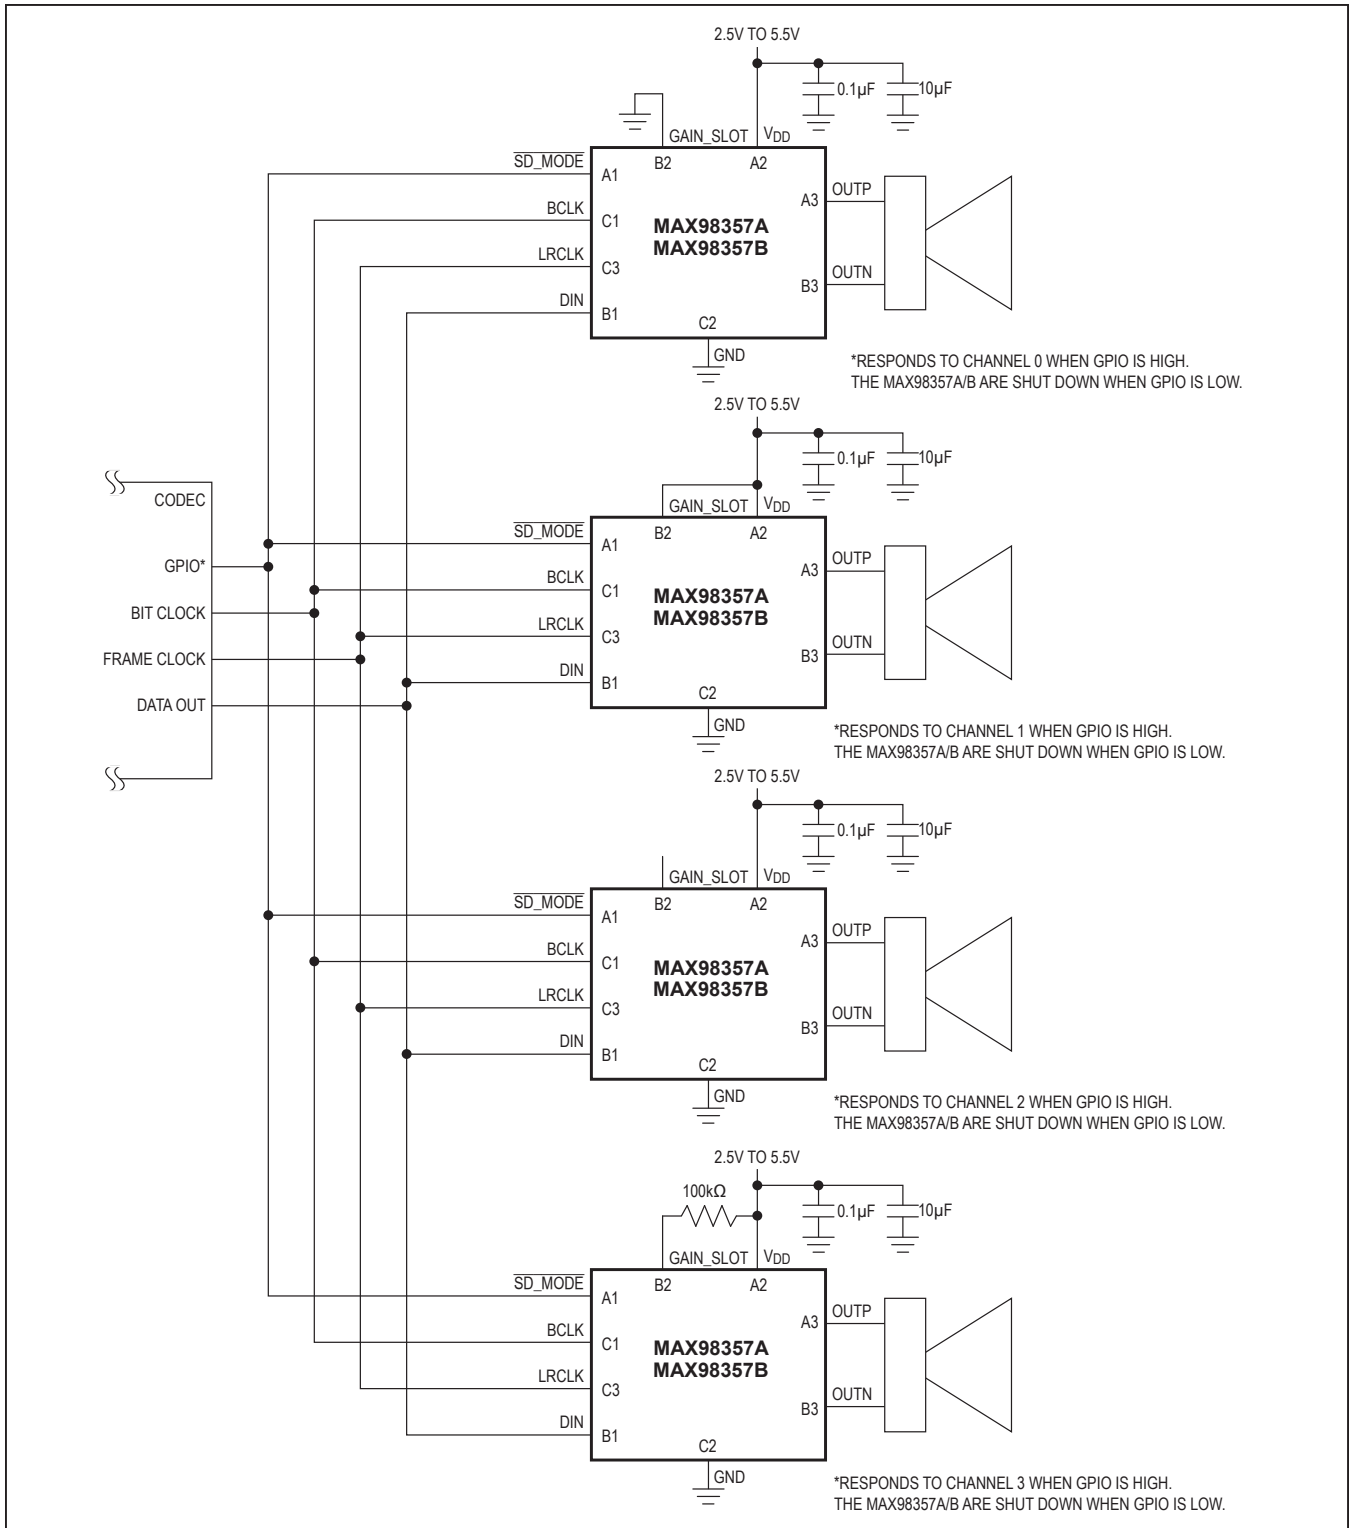 2.5V TO 5.5V
0.1µF
10µF
GAIN_SLOT
VDD
SD_MODE
B2
A2
A1
OUTP
A3
BCLK
C1
MAX98357A
MAX98357B
LRCLK
C3
OUTN
B3
DIN
B1
C2
GND
*RESPONDS TO CHANNEL 0 WHEN GPIO IS HIGH.
THE MAX98357A/B ARE SHUT DOWN WHEN GPIO IS LOW.
2.5V TO 5.5V
0.1µF
10µF
CODEC
GPIO*
BIT CLOCK
FRAME CLOCK
DATA OUT
GAIN_SLOT
VDD
SD_MODE
B2
A2
A1
OUTP
A3
BCLK
C1
MAX98357A
MAX98357B
LRCLK
C3
OUTN
B3
DIN
B1
C2
GND
*RESPONDS TO CHANNEL 1 WHEN GPIO IS HIGH.
THE MAX98357A/B ARE SHUT DOWN WHEN GPIO IS LOW.
2.5V TO 5.5V
0.1µF
10µF
GAIN_SLOT
VDD
SD_MODE
B2
A2
A1
OUTP
A3
BCLK
C1
MAX98357A
MAX98357B
LRCLK
C3
OUTN
B3
DIN
B1
C2
GND
*RESPONDS TO CHANNEL 2 WHEN GPIO IS HIGH.
THE MAX98357A/B ARE SHUT DOWN WHEN GPIO IS LOW.
2.5V TO 5.5V
100kΩ
0.1µF
10µF
GAIN_SLOT
VDD
SD_MODE
B2
A2
A1
OUTP
A3
BCLK
C1
MAX98357A
MAX98357B
LRCLK
C3
OUTN
B3
DIN
B1
C2
GND
*RESPONDS TO CHANNEL 3 WHEN GPIO IS HIGH.
THE MAX98357A/B ARE SHUT DOWN WHEN GPIO IS LOW.